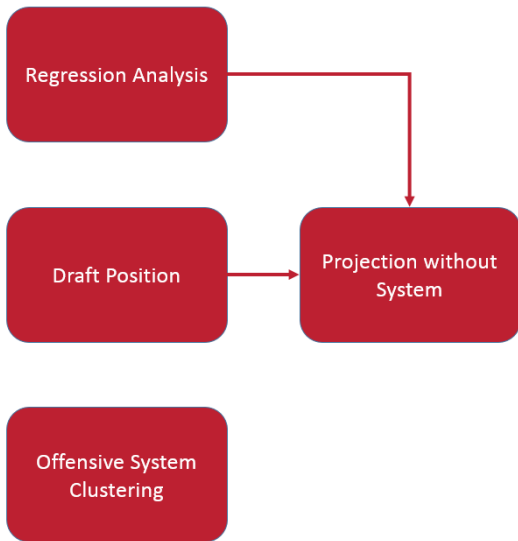 Regression Analysis
Draft Position
Projection without
System
Offensive System
Clustering